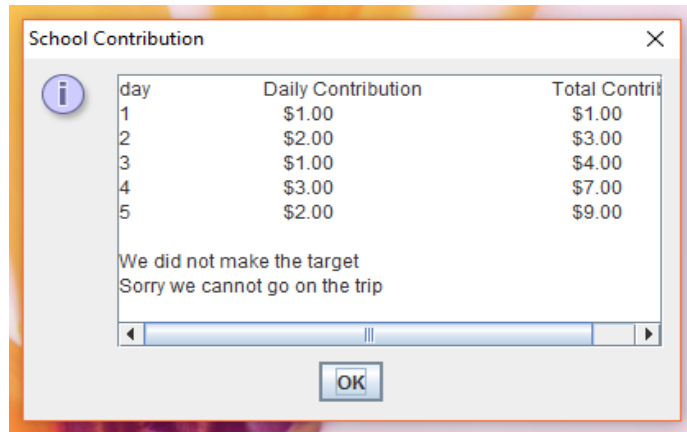 School Contribution
day Daily Contribution Total Contri
1 $1.00 $1.00
2 $2.00 $3.00
3 $1.00 $4.00
4 $3.00 $7.00
5 $2.00 $9.00
We did not make the target
Sorry we cannot go on the trip
OK